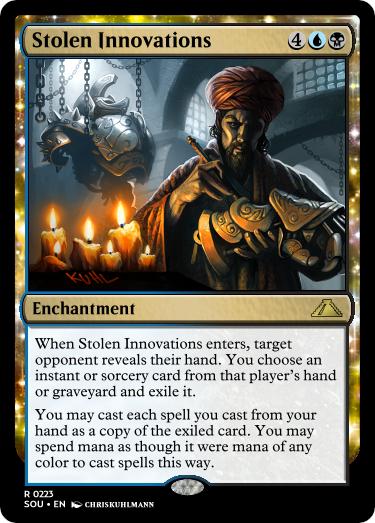 Stolen Innovations 4
KUHL
Enchantment
When Stolen Innovations enters, target
opponent reveals their hand. You choose an
instant or sorcery card from that player's hand
or graveyard and exile it.
You may cast each spell you cast from your
hand as a copy of the exiled card. You may
spend mana as though it were mana of any
color to cast spells this way.
R 0223
SOU • EN CHRISKUHLMANN